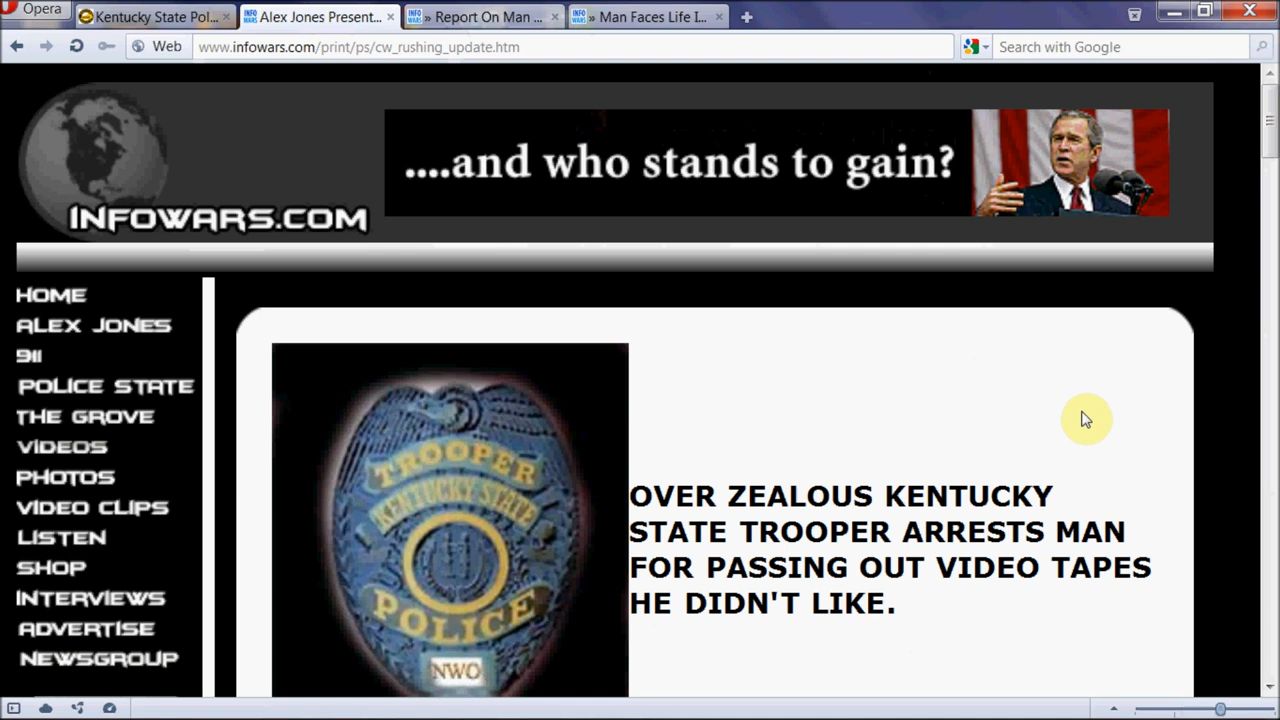 Opera
Kentucky State Pol...
Alex Jones Present...
» Report On Man ...
» Man Faces Life I...
Web
www.infowars.com/print/ps/cw_rushing_update.htm
Search with Google
....and who stands to gain?
INFOWARS.COM
HOME
ALEX JONES
911
POLICE STATE
THE GROVE
VIDEOS
PHOTOS
VIDEO CLIPS
LISTEN
SHOP
INTERVIEWS
ADVERTISE
NEWSGROUP
TROOPER
KENTUCKY STATE
POLICE
NWO
OVER ZEALOUS KENTUCKY
STATE TROOPER ARRESTS MAN
FOR PASSING OUT VIDEO TAPES
HE DIDN'T LIKE.